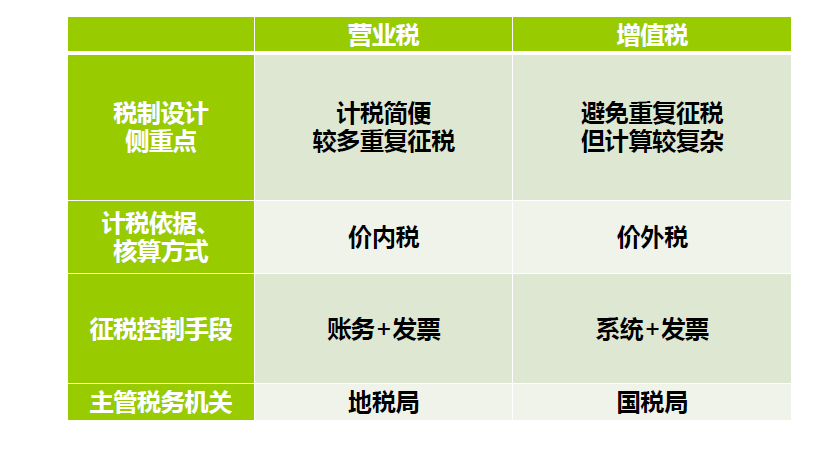 营业税
增值税
税制设计
侧重点
计税简便
较多重复征税
避免重复征税
但计算较复杂
计税依据、
核算方式
价内税
价外税
征税控制手段
账务+发票
系统+发票
主管税务机关
地税局
国税局